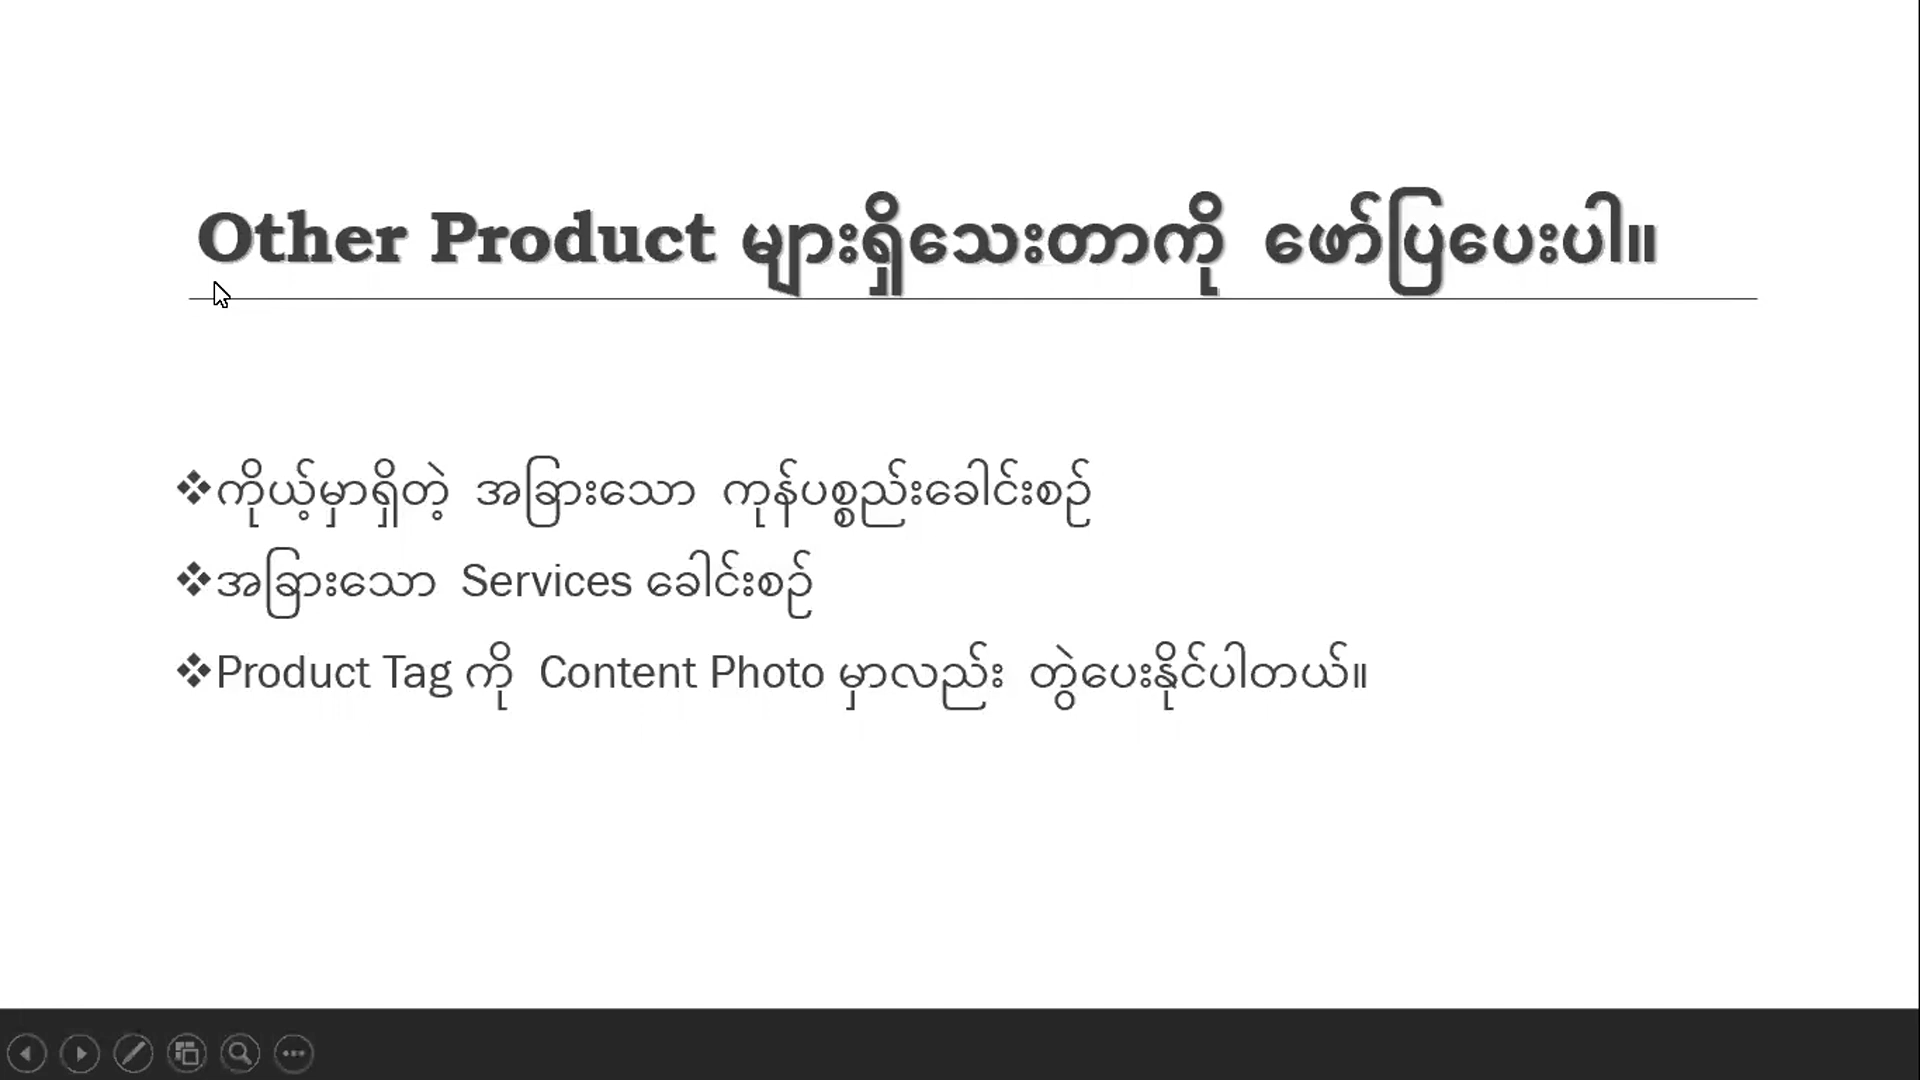 Other Product များရှိသေးတာကို ဖော်ပြပေးပါ။
❖ကိုယ့်မှာရှိတဲ့ အခြားသော ကုန်ပစ္စည်းခေါင်းစဉ်
❖အခြားသော Services ခေါင်းစဉ်
❖Product Tag ကို Content Photo မှာလည်း တွဲပေးနိုင်ပါတယ်။